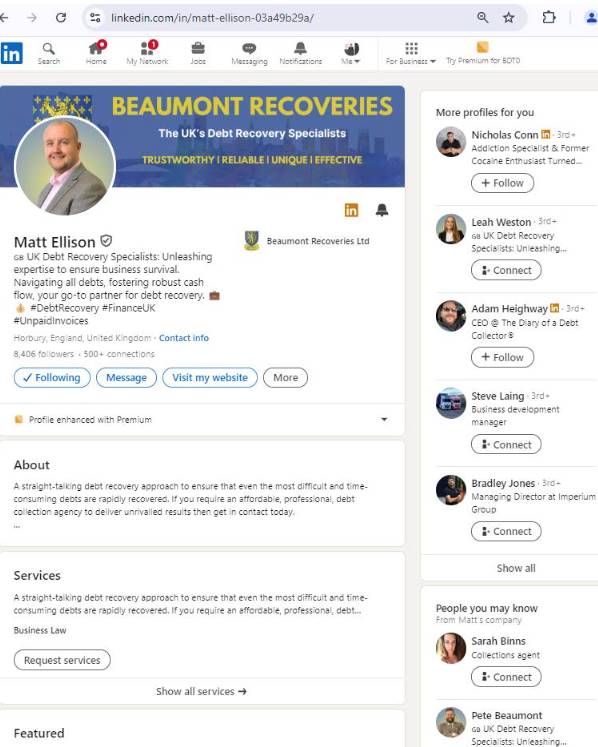 linkedin.com/in/matt-ellison-03a49b29a/
in
Search
Home
1
My Network
Jobs
Messaging
Notifications
Me
For Business
Try Premium for BDT0
BEAUMONT RECOVERIES
The UK's Debt Recovery Specialists
TRUSTWORTHY | RELIABLE | UNIQUE | EFFECTIVE
in
Matt Ellison
Beaumont Recoveries Ltd
GB UK Debt Recovery Specialists: Unleashing
expertise to ensure business survival.
Navigating all debts, fostering robust cash
flow, your go-to partner for debt recovery. 💼
👍 #DebtRecovery #FinanceUK
#UnpaidInvoices
Horbury, England, United Kingdom · Contact info
8,406 followers · 500+ connections
Following
Message
Visit my website
More
Profile enhanced with Premium
About
A straight-talking debt recovery approach to ensure that even the most difficult and time-
consuming debts are rapidly recovered. If you require an affordable, professional, debt
collection agency to deliver unrivalled results then get in contact today.
...
Services
A straight-talking debt recovery approach to ensure that even the most difficult and time-
consuming debts are rapidly recovered. If you require an affordable, professional, debt...
Business Law
Request services
Show all services →
Featured
More profiles for you
Nicholas Conn in · 3rd+
Addiction Specialist & Former
Cocaine Enthusiast Turned...
+ Follow
Leah Weston · 3rd+
GB UK Debt Recovery
Specialists: Unleashing...
Connect
Adam Heighway in · 3rd+
CEO @ The Diary of a Debt
Collector®
+ Follow
Steve Laing · 3rd+
Business development
manager
Connect
Bradley Jones · 3rd+
Managing Director at Imperium
Group
Connect
Show all
People you may know
From Matt's company
Sarah Binns
Collections agent
Connect
Pete Beaumont
GB UK Debt Recovery
Specialists: Unleashing...